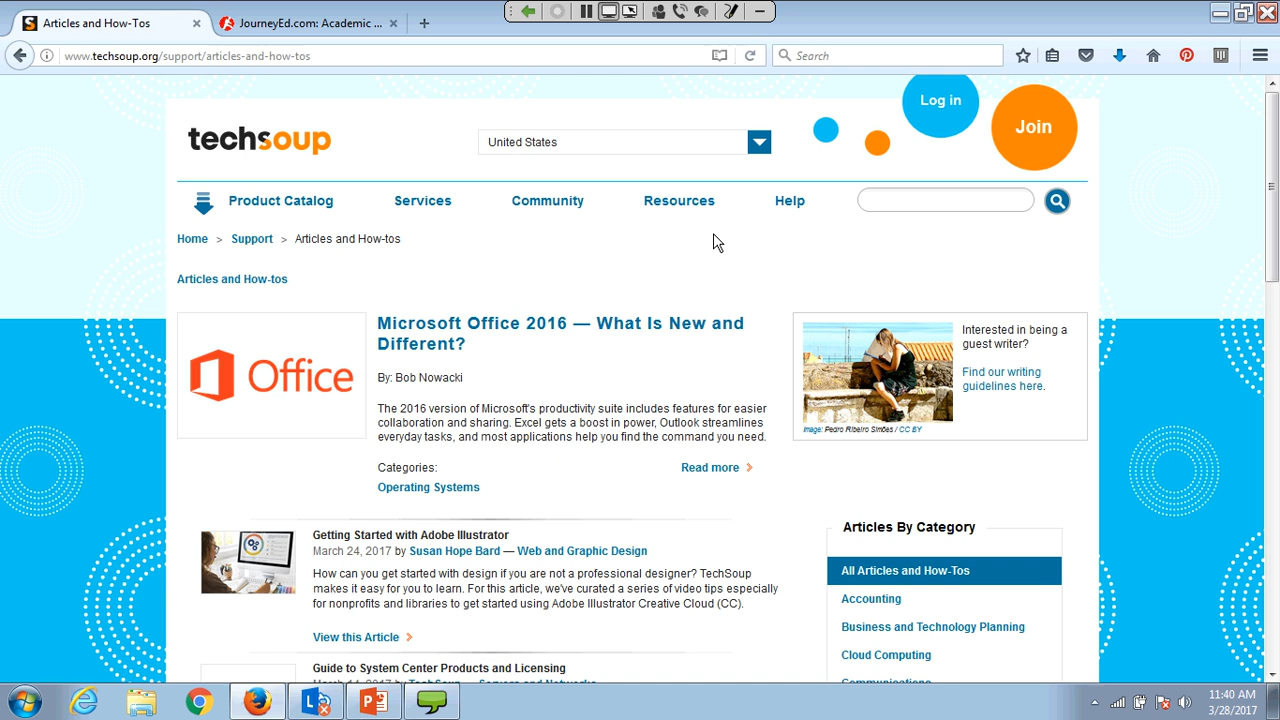 Articles and How-Tos
JourneyEd.com: Academic ...
www.techsoup.org/support/articles-and-how-tos
Search
Log in
Join
techsoup
United States
Product Catalog
Services
Community
Resources
Help
Home > Support > Articles and How-tos
Articles and How-tos
Office
Microsoft Office 2016 — What Is New and
Different?
By: Bob Nowacki
The 2016 version of Microsoft's productivity suite includes features for easier
collaboration and sharing. Excel gets a boost in power, Outlook streamlines
everyday tasks, and most applications help you find the command you need.
Categories:
Read more
Operating Systems
Interested in being a
guest writer?
Find our writing
guidelines here.
Image: Pedro Ribeiro Simões / CC BY
Getting Started with Adobe Illustrator
March 24, 2017 by Susan Hope Bard — Web and Graphic Design
How can you get started with design if you are not a professional designer? TechSoup
makes it easy for you to learn. For this article, we've curated a series of video tips especially
for nonprofits and libraries to get started using Adobe Illustrator Creative Cloud (CC).
View this Article
Guide to System Center Products and Licensing
March 14, 2017 by TechSoup — Servers and Networks
Articles By Category
All Articles and How-Tos
Accounting
Business and Technology Planning
Cloud Computing
Communications
11:40 AM
3/28/2017